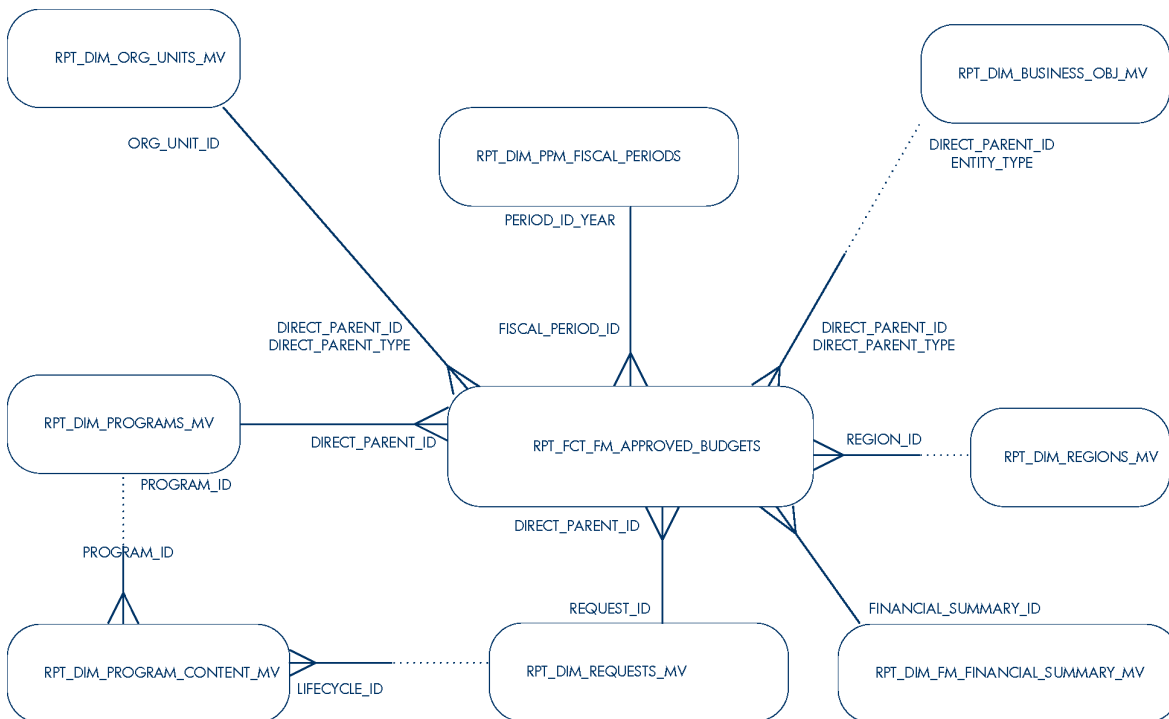 RPT_DIM_ORG_UNITS_MV
RPT_DIM_BUSINESS_OBJ_MV
ORG_UNIT_ID
RPT_DIM_PPM_FISCAL_PERIODS
DIRECT_PARENT_ID
ENTITY_TYPE
PERIOD_ID_YEAR
DIRECT_PARENT_ID
DIRECT_PARENT_TYPE
FISCAL_PERIOD_ID
DIRECT_PARENT_ID
DIRECT_PARENT_TYPE
RPT_DIM_PROGRAMS_MV
DIRECT_PARENT_ID
RPT_FCT_FM_APPROVED_BUDGETS
REGION_ID
RPT_DIM_REGIONS_MV
PROGRAM_ID
DIRECT_PARENT_ID
PROGRAM_ID
REQUEST_ID
FINANCIAL_SUMMARY_ID
RPT_DIM_PROGRAM_CONTENT_MV
LIFECYCLE_ID
RPT_DIM_REQUESTS_MV
RPT_DIM_FM_FINANCIAL_SUMMARY_MV